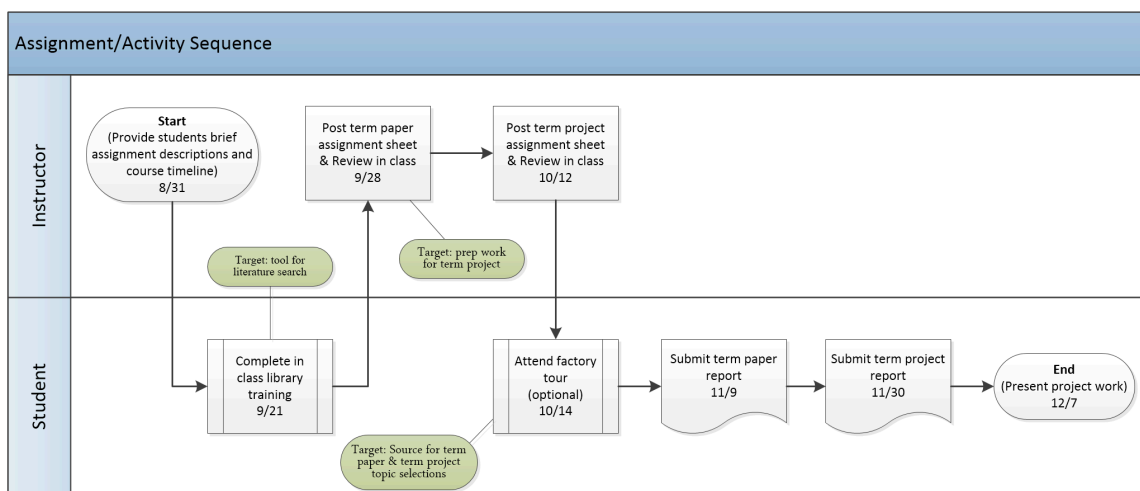 Assignment/Activity Sequence
Instructor
Start
(Provide students brief
assignment descriptions and
course timeline)
8/31
Post term paper
assignment sheet
& Review in class
9/28
Post term project
assignment sheet
& Review in class
10/12
Target: tool for
literature search
Target: prep work
for term project
Student
Complete in
class library
training
9/21
Attend factory
tour
(optional)
10/14
Submit term paper
report
11/9
Submit term project
report
11/30
End
(Present project work)
12/7
Target: Source for term
paper & term project
topic selections